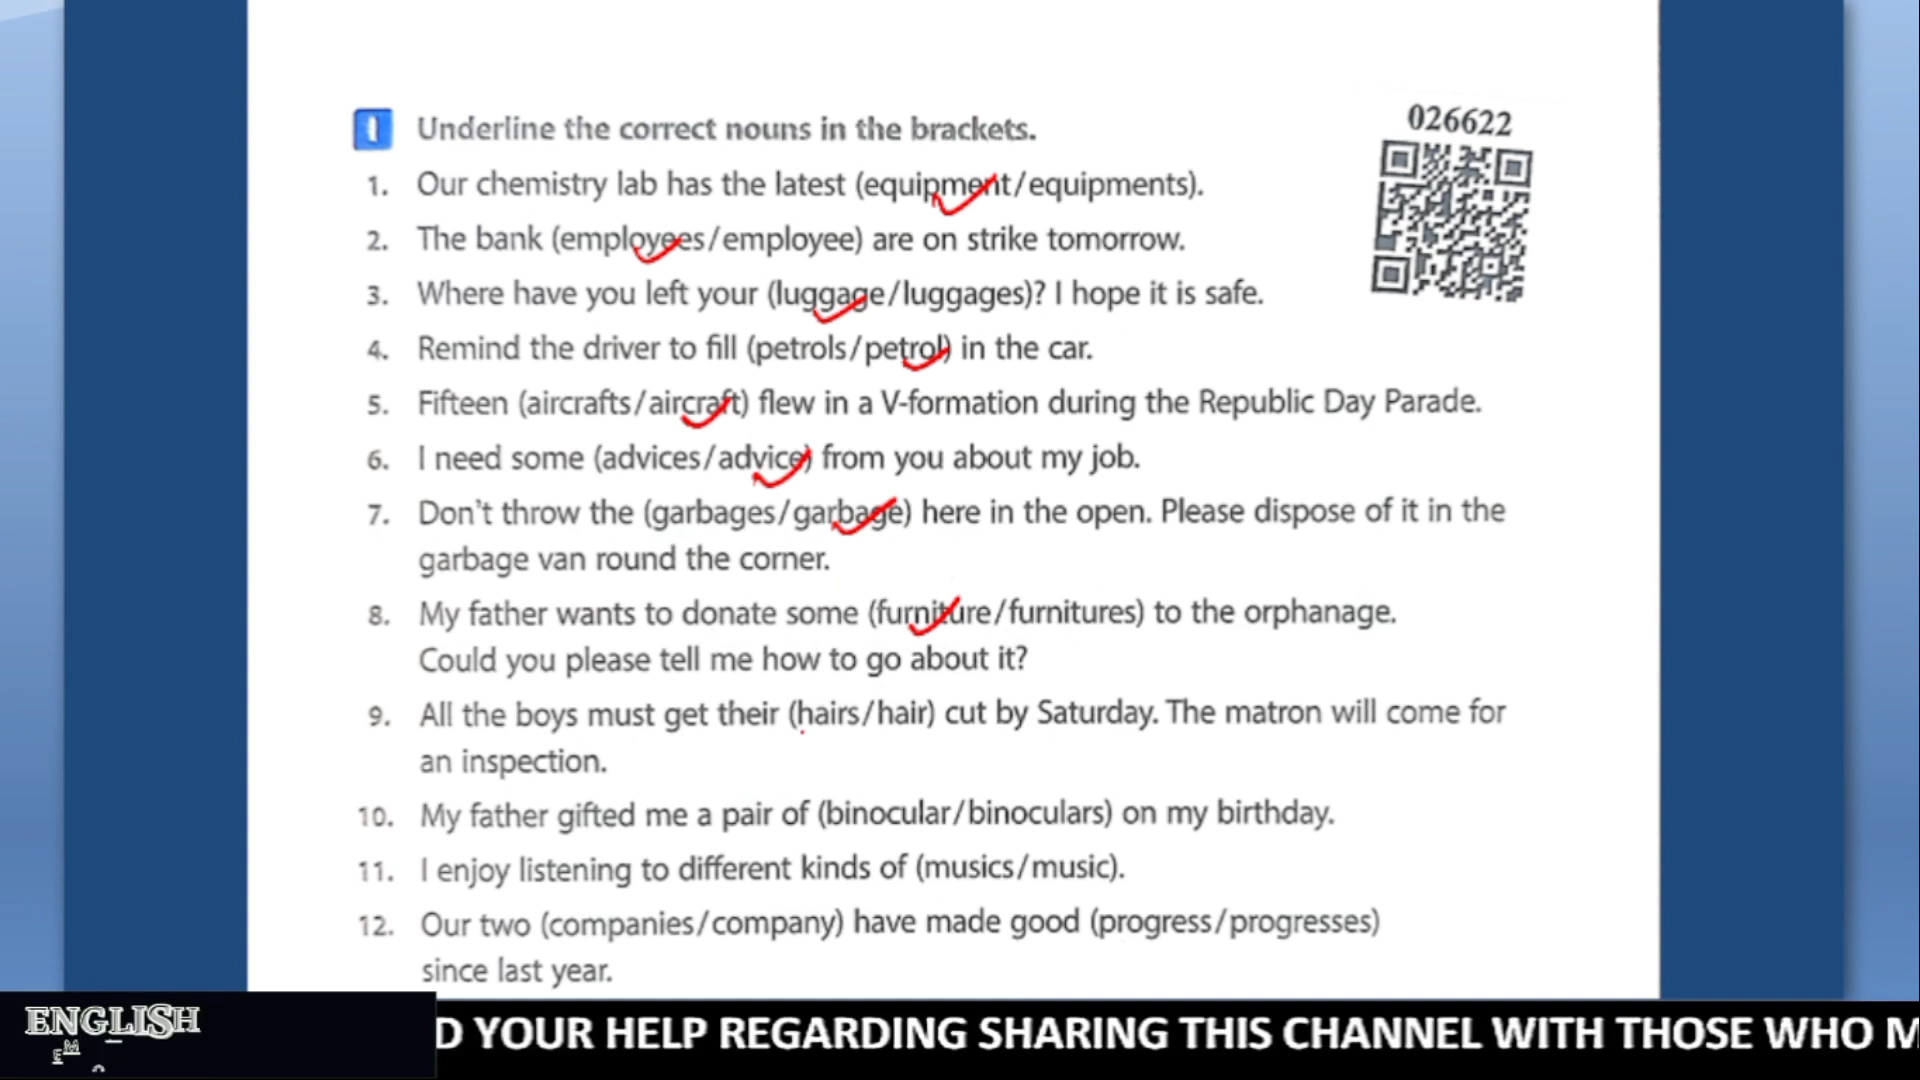 026622
I Underline the correct nouns in the brackets.
1. Our chemistry lab has the latest (equipment/equipments).
2. The bank (employees/employee) are on strike tomorrow.
3. Where have you left your (luggage/luggages)? I hope it is safe.
4. Remind the driver to fill (petrols/petrol) in the car.
5. Fifteen (aircrafts/aircraft) flew in a V-formation during the Republic Day Parade.
6. I need some (advices/advice) from you about my job.
7. Don't throw the (garbages/garbage) here in the open. Please dispose of it in the
garbage van round the corner.
8. My father wants to donate some (furniture/furnitures) to the orphanage.
Could you please tell me how to go about it?
9. All the boys must get their (hairs/hair) cut by Saturday. The matron will come for
an inspection.
10. My father gifted me a pair of (binocular/binoculars) on my birthday.
11. I enjoy listening to different kinds of (musics/music).
12. Our two (companies/company) have made good (progress/progresses)
since last year.
ENGLISH
D YOUR HELP REGARDING SHARING THIS CHANNEL WITH THOSE WHO M